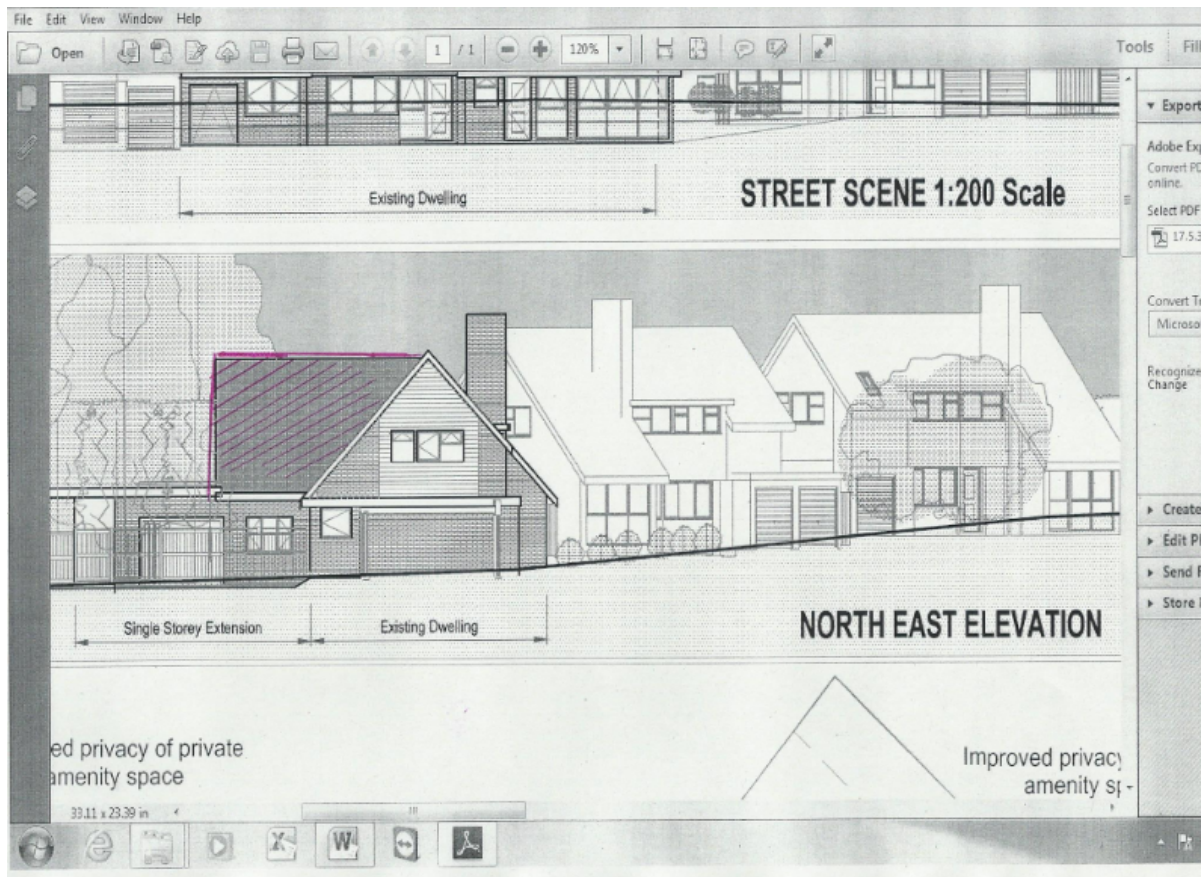 File Edit View Window Help
Open
1 / 1
120%
Tools
Fill
Export
Adobe Exp
Convert PD
online.
Select PDF
17.5.3
Convert To
Microso
Recognize
Change
Create
Edit P
Send F
Store
Existing Dwelling
STREET SCENE 1:200 Scale
Single Storey Extension
Existing Dwelling
NORTH EAST ELEVATION
ed privacy of private
amenity space
Improved privacy
amenity sp
33.11 x 23.39 in